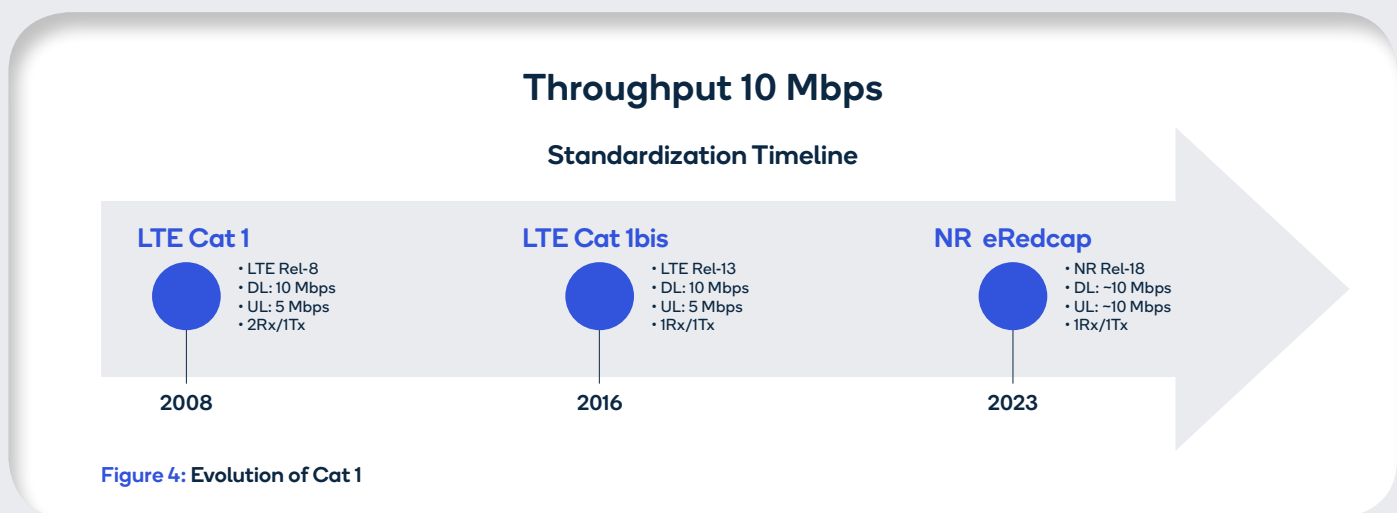 Throughput 10 Mbps
Standardization Timeline
LTE Cat 1
• LTE Rel-8
• DL: 10 Mbps
• UL: 5 Mbps
• 2Rx/1Tx
2008
LTE Cat 1bis
• LTE Rel-13
• DL: 10 Mbps
• UL: 5 Mbps
• 1Rx/1Tx
2016
NR eRedcap
• NR Rel-18
• DL: ~10 Mbps
• UL: ~10 Mbps
• 1Rx/1Tx
2023
Figure 4: Evolution of Cat 1